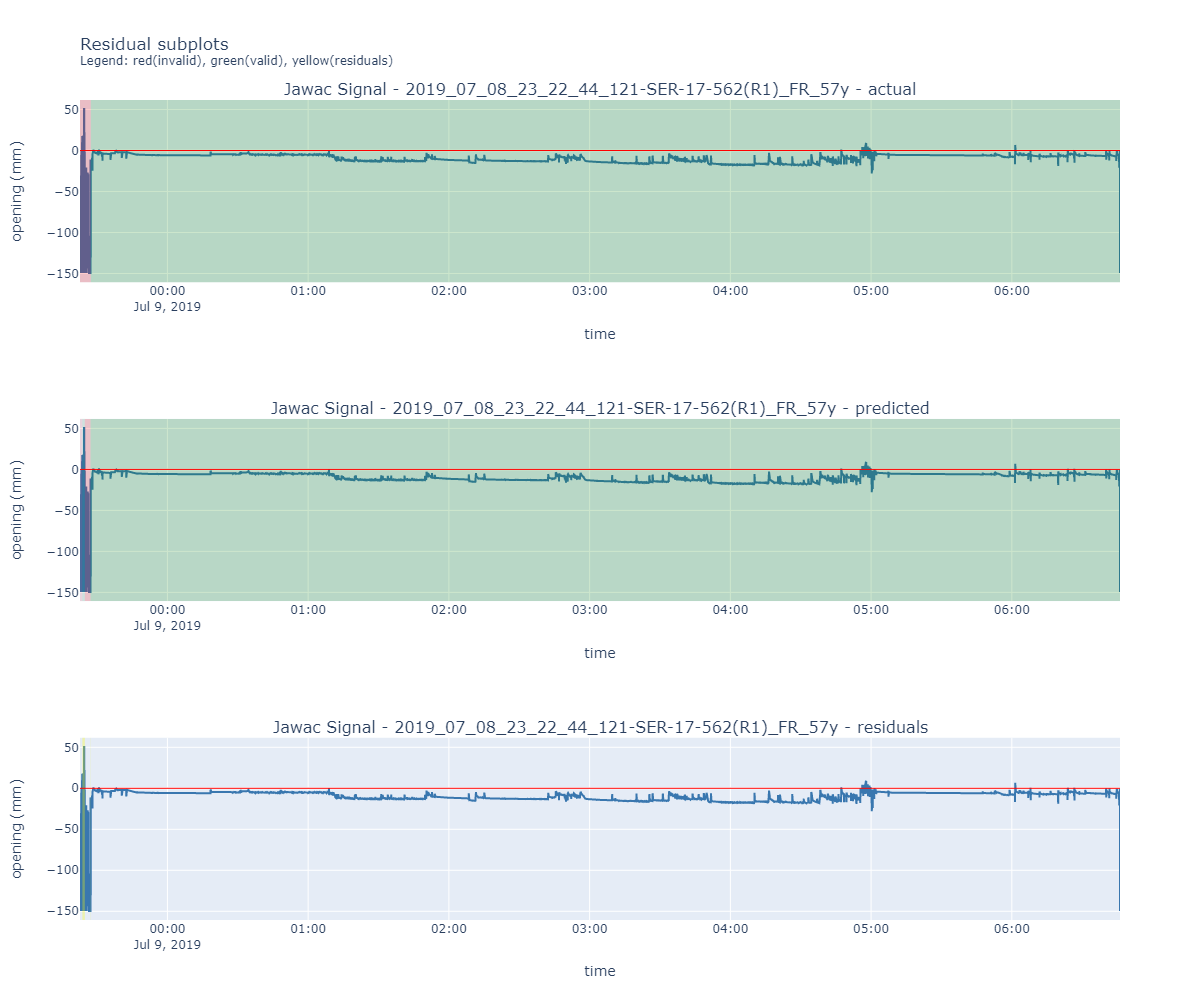 Residual subplots
Legend: red(invalid), green(valid), yellow(residuals)
Jawac Signal - 2019_07_08_23_22_44_121-SER-17-562(R1)_FR_57y - actual
opening (mm)
50
0
−50
−100
−150
00:00 01:00 02:00 03:00 04:00 05:00 06:00
Jul 9, 2019
time
Jawac Signal - 2019_07_08_23_22_44_121-SER-17-562(R1)_FR_57y - predicted
opening (mm)
50
0
−50
−100
−150
00:00 01:00 02:00 03:00 04:00 05:00 06:00
Jul 9, 2019
time
Jawac Signal - 2019_07_08_23_22_44_121-SER-17-562(R1)_FR_57y - residuals
opening (mm)
50
0
−50
−100
−150
00:00 01:00 02:00 03:00 04:00 05:00 06:00
Jul 9, 2019
time